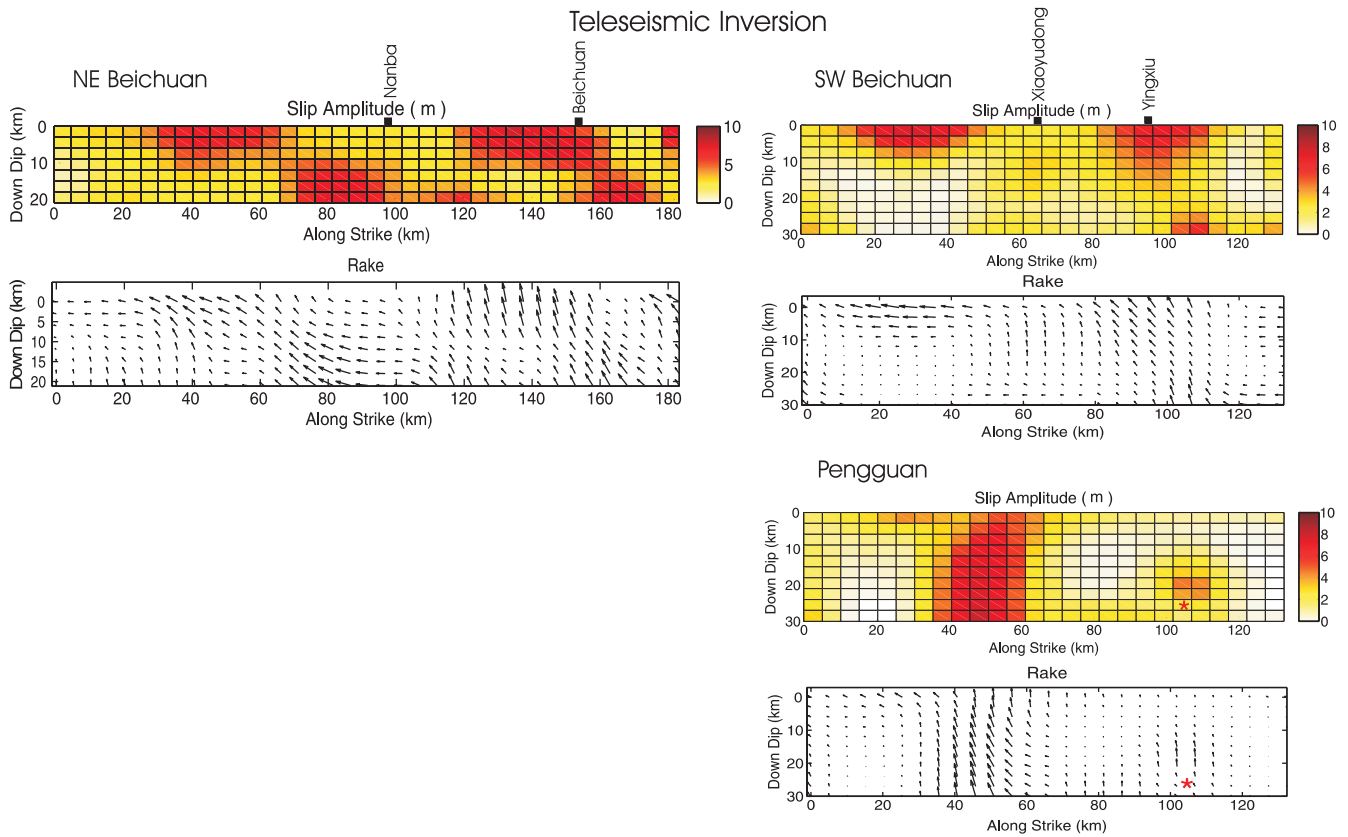 Teleseismic Inversion
NE Beichuan
Nanba
Beichuan
Slip Amplitude ( m )
Down Dip (km)
0
10
20
0 20 40 60 80 100 120 140 160 180
Along Strike (km)
10
5
0
Rake
Down Dip (km)
0
5
10
15
20
0 20 40 60 80 100 120 140 160 180
Along Strike (km)
SW Beichuan
Xiaoyudong
Yingxiu
Slip Amplitude ( m )
Down Dip (km)
0
10
20
30
0 20 40 60 80 100 120
Along Strike (km)
10
8
6
4
2
0
Rake
Down Dip (km)
0
10
20
30
0 20 40 60 80 100 120
Along Strike (km)
Pengguan
Slip Amplitude ( m )
Down Dip (km)
0
10
20
30
0 20 40 60 80 100 120
Along Strike (km)
10
8
6
4
2
0
*
Rake
Down Dip (km)
0
10
20
30
0 20 40 60 80 100 120
Along Strike (km)
*